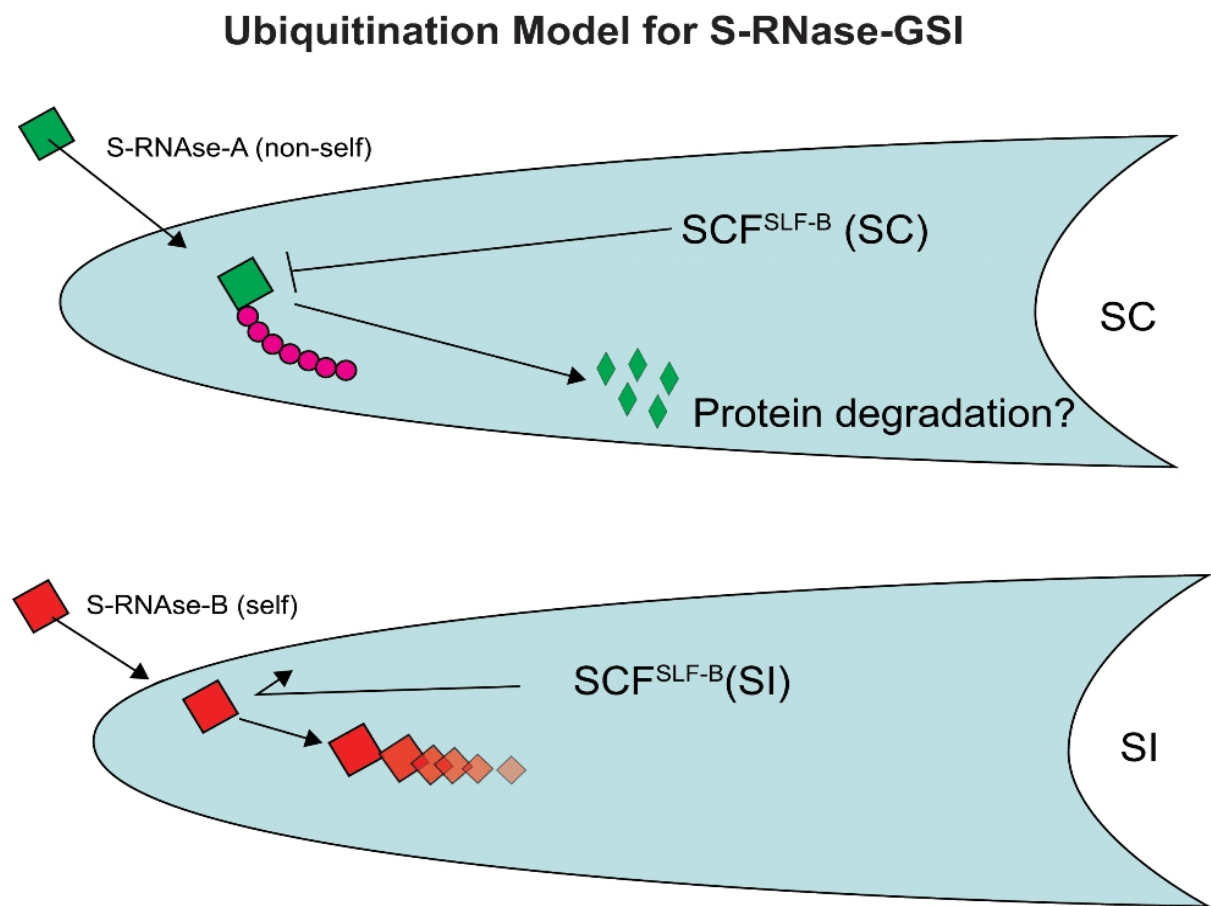 Ubiquitination Model for S-RNase-GSI
S-RNAse-A (non-self)
SCF^SLF-B (SC)
SC
Protein degradation?
S-RNAse-B (self)
SCF^SLF-B(SI)
SI